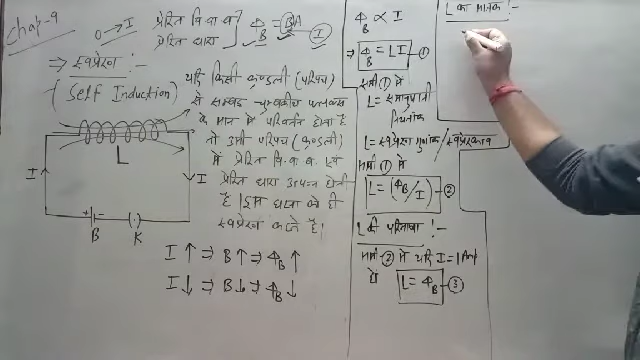 Chap-9
0→I
प्रेरित वि.वा.ब.
प्रेरित धारा
Φ_B = BA
I
⇒ स्वप्रेरण :-
(Self Induction)
यदि किसी कुण्डली (परिपथ)
से सम्बद्ध चुम्बकीय फ्लक्स
के मान में परिवर्तन होता है
तो उसी परिपथ (कुण्डली)
में प्रेरित वि.वा.ब. एवं
प्रेरित धारा उत्पन्न होती
है। इस घटना को ही
स्वप्रेरण कहते हैं।
L
I
I
+ −
B
K
I ↑ ⇒ B ↑ ⇒ Φ_B ↑
I ↓ ⇒ B ↓ ⇒ Φ_B ↓
Φ_B ∝ I
⇒ Φ_B = LI — ①
समी ① में
L = समानुपाती
नियतांक
L = स्वप्रेरण गुणांक / स्वप्रेरकत्व
समी ① से
L = (Φ_B / I) — ②
L की परिभाषा :-
समी ② में यदि I = 1 Amp
तो L = Φ_B — ③
L का मात्रक :-